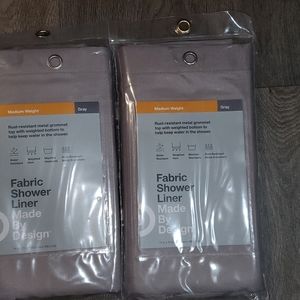 Medium Weight
Gray
Rust-resistant metal grommet
top with weighted bottom to
help keep water in the shower
Fabric
Shower
Liner
Made
By
Design
Medium Weight
Gray
Rust-resistant metal grommet
top with weighted bottom to
help keep water in the shower
Fabric
Shower
Liner
Made
By
Design